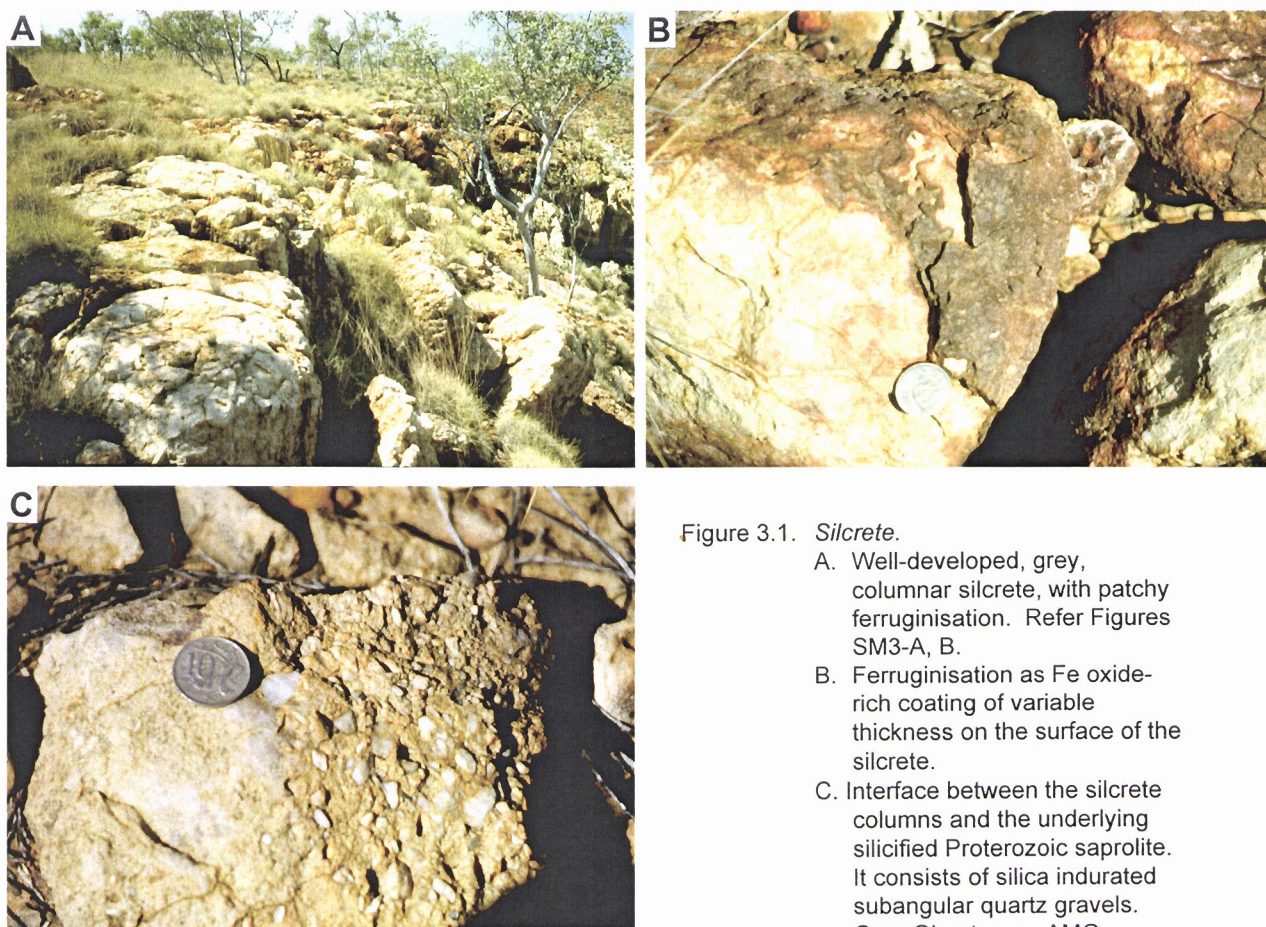 A
B
C
10
Figure 3.1. Silcrete.
A. Well-developed, grey,
columnar silcrete, with patchy
ferruginisation. Refer Figures
SM3-A, B.
B. Ferruginisation as Fe oxide-
rich coating of variable
thickness on the surface of the
silcrete.
C. Interface between the silcrete
columns and the underlying
silicified Proterozoic saprolite.
It consists of silica indurated
subangular quartz gravels.